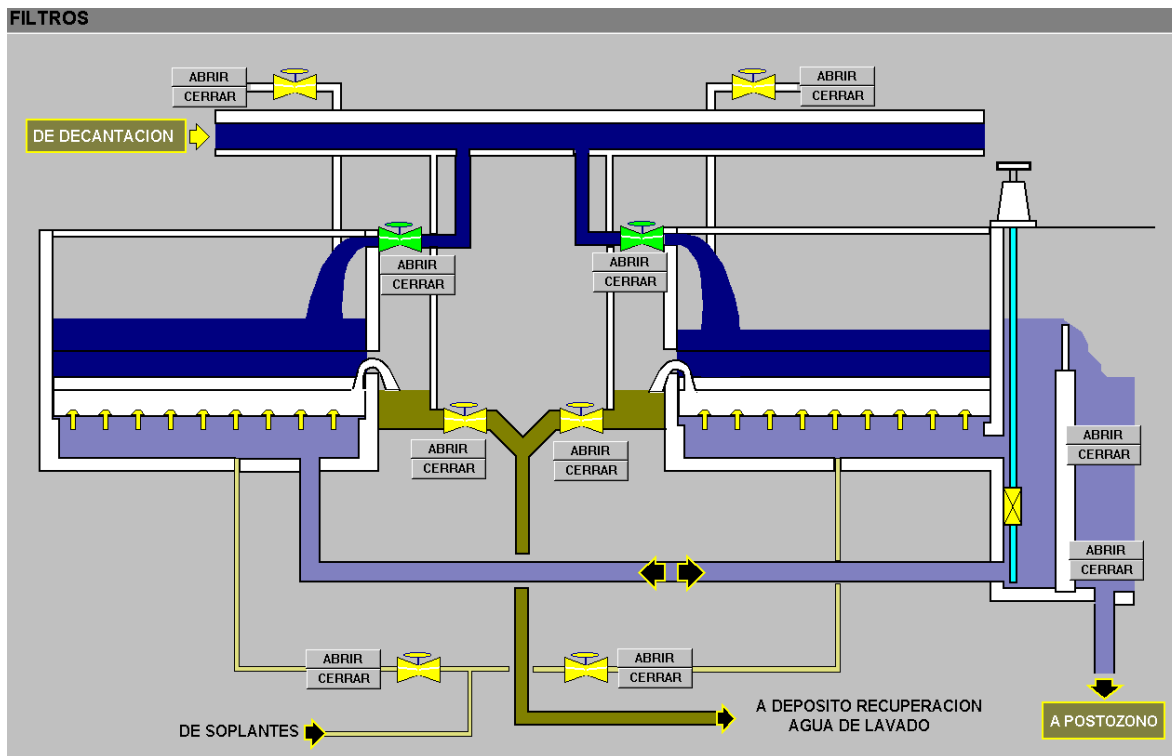 FILTROS
ABRIR
CERRAR
ABRIR
CERRAR
DE DECANTACION
ABRIR
CERRAR
ABRIR
CERRAR
ABRIR
CERRAR
ABRIR
CERRAR
ABRIR
CERRAR
ABRIR
CERRAR
ABRIR
CERRAR
ABRIR
CERRAR
DE SOPLANTES
A DEPOSITO RECUPERACION
AGUA DE LAVADO
A POSTOZONO